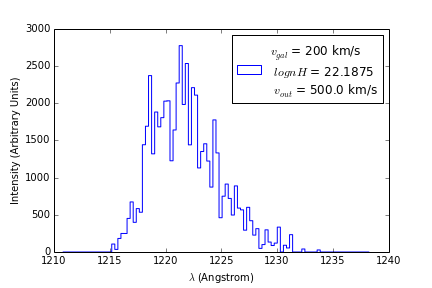 3000
2500
2000
1500
1000
500
0
Intensity (Arbitrary Units)
v_gal = 200 km/s
lognH = 22.1875
v_out = 500.0 km/s
1210 1215 1220 1225 1230 1235 1240
λ (Angstrom)